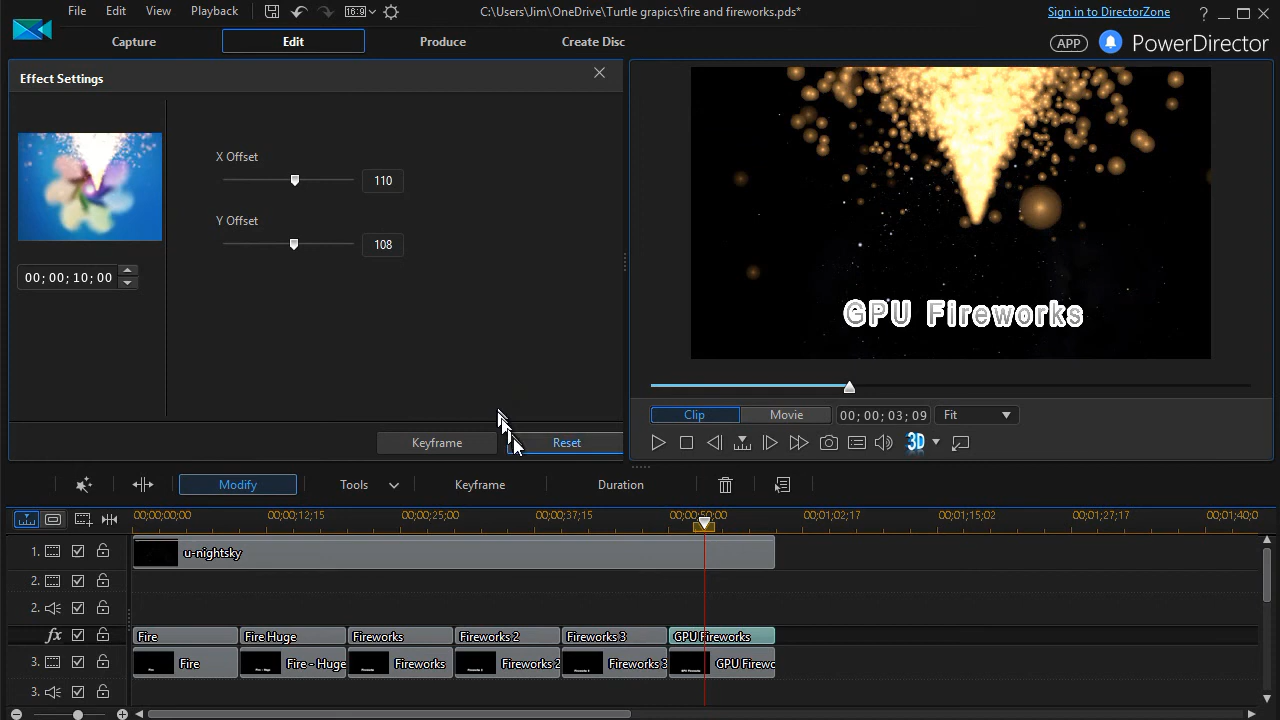 File Edit View Playback 16:9 C:\Users\Jim\OneDrive\Turtle grapics\fire and fireworks.pds* Sign in to DirectorZone ?
Capture Edit Produce Create Disc APP PowerDirector
Effect Settings
X Offset
110
Y Offset
108
00; 00; 10; 00
Keyframe Reset
GPU Fireworks
Clip Movie 00; 00; 03; 09 Fit
3D
Modify Tools Keyframe Duration
00;00;00;00 00;00;12;15 00;00;25;00 00;00;37;15 00;00;50;00 00;01;02;17 00;01;15;02 00;01;27;17 00;01;40;0
1. u-nightsky
2.
2.
fx Fire Fire Huge Fireworks Fireworks 2 Fireworks 3 GPU Fireworks
3. Fire Fire - Huge Fireworks Fireworks 2 Fireworks 3 GPU Firewc
3.